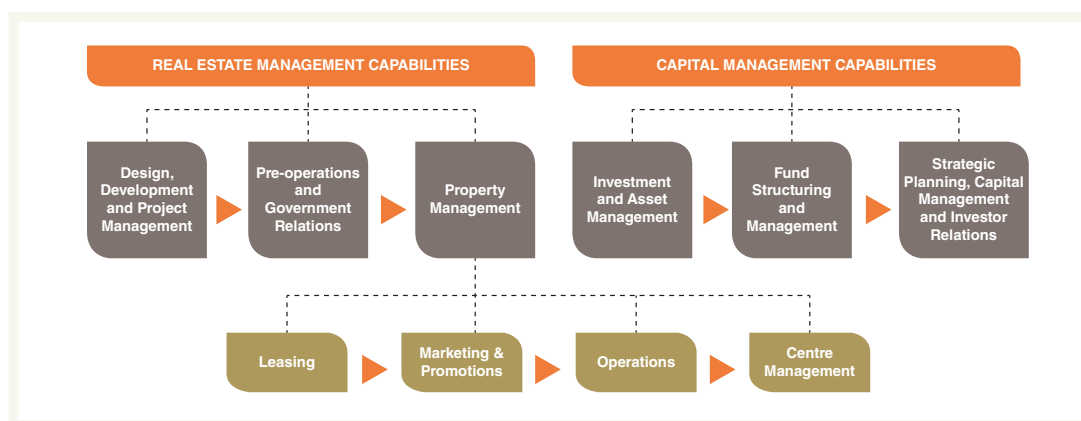 REAL ESTATE MANAGEMENT CAPABILITIES
CAPITAL MANAGEMENT CAPABILITIES
Design,
Development
and Project
Management
Pre-operations
and
Government
Relations
Property
Management
Investment
and Asset
Management
Fund
Structuring
and
Management
Strategic
Planning, Capital
Management
and Investor
Relations
Leasing
Marketing &
Promotions
Operations
Centre
Management